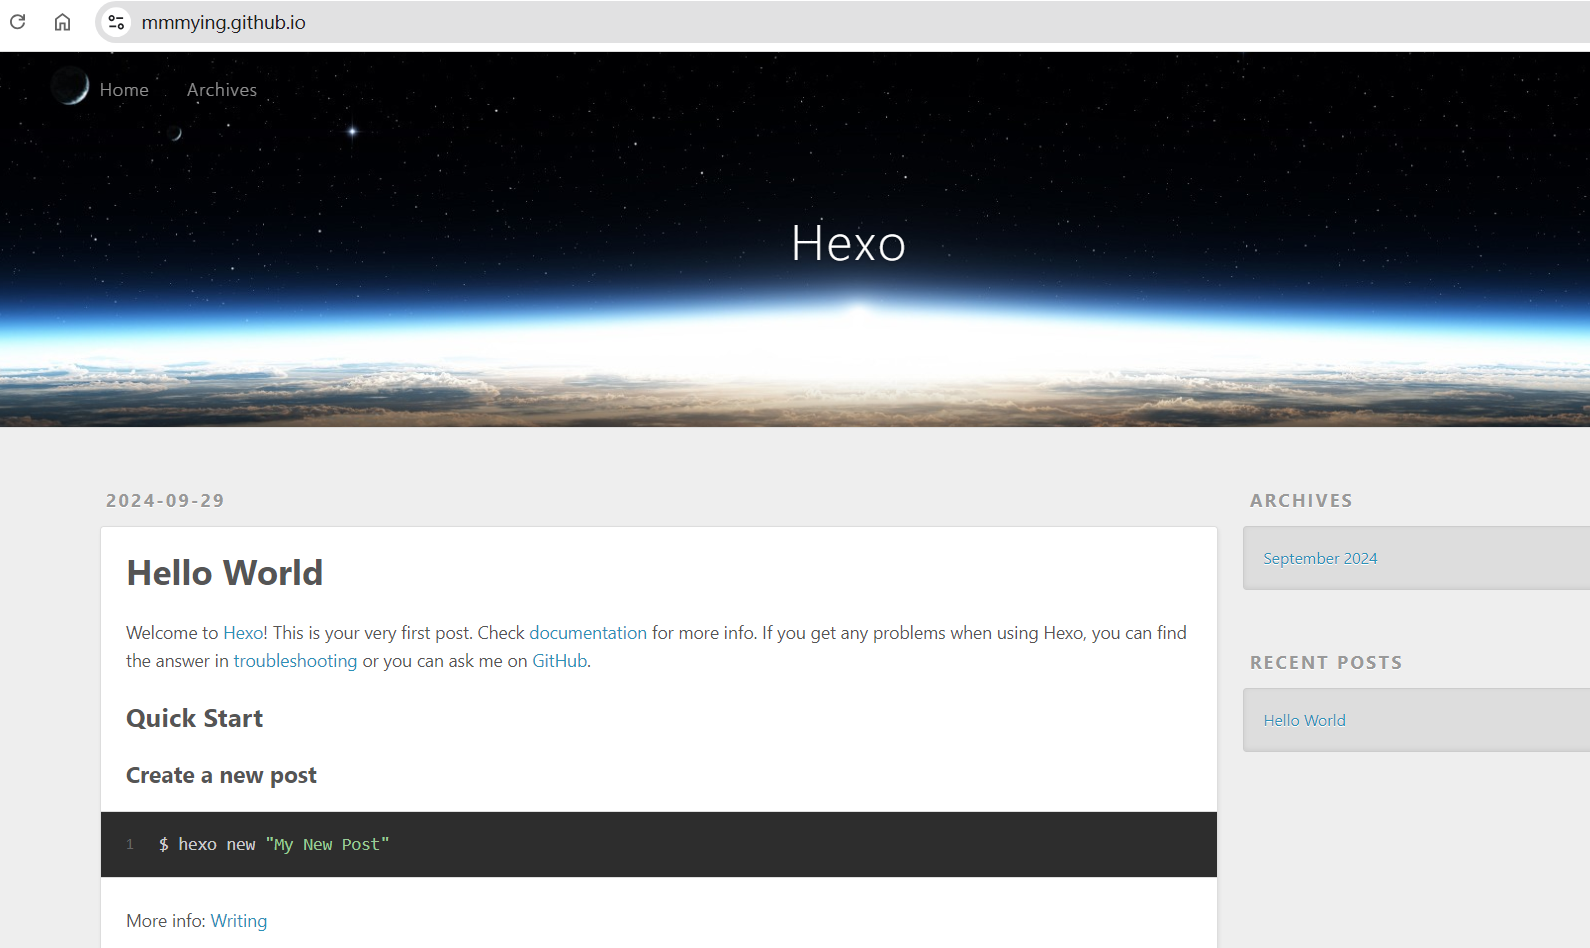 mmmying.github.io
Home Archives
Hexo
2024-09-29
Hello World
Welcome to Hexo! This is your very first post. Check documentation for more info. If you get any problems when using Hexo, you can find
the answer in troubleshooting or you can ask me on GitHub.
Quick Start
Create a new post
1 $ hexo new "My New Post"
More info: Writing
ARCHIVES
September 2024
RECENT POSTS
Hello World